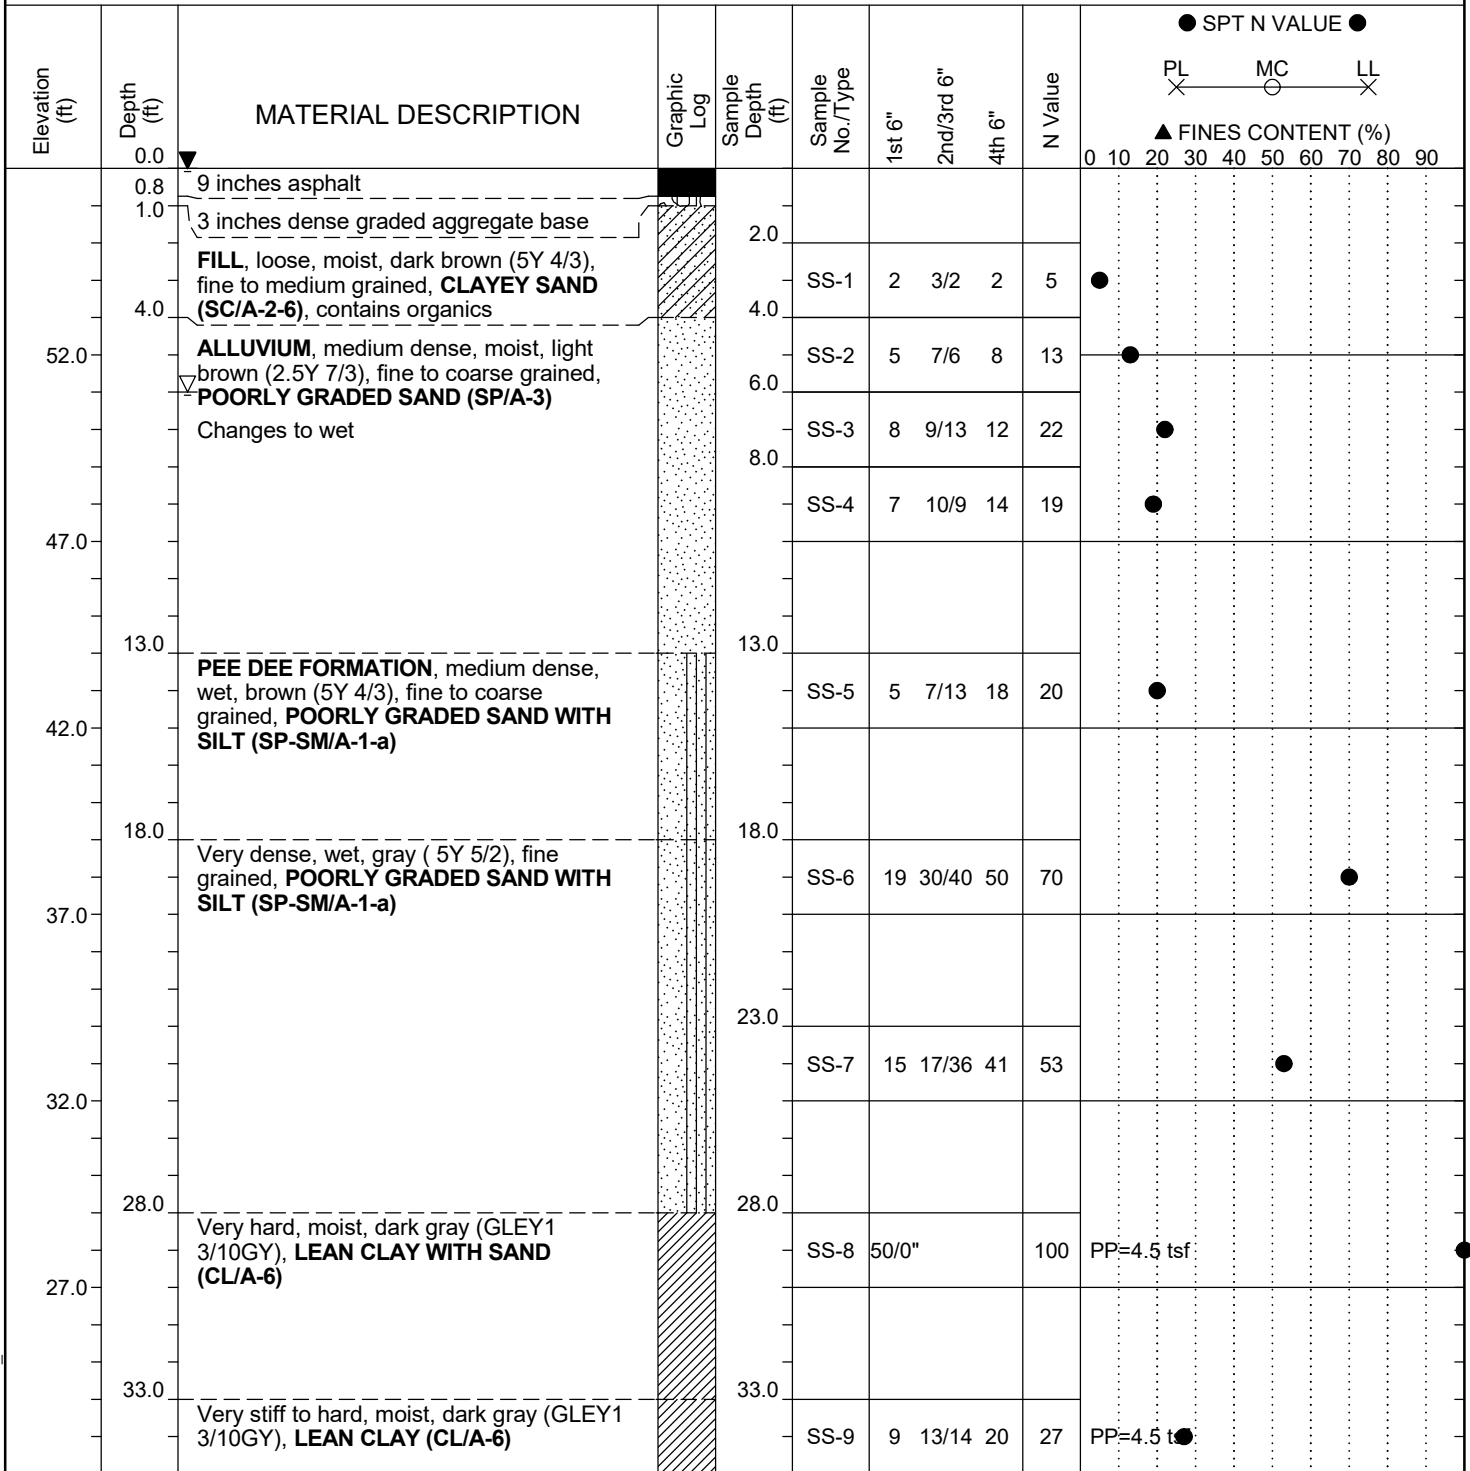 Elevation (ft)
Depth (ft)
MATERIAL DESCRIPTION
Graphic Log
Sample Depth (ft)
Sample No./Type
1st 6"
2nd/3rd 6"
4th 6"
N Value
● SPT N VALUE ●
PL MC LL
▲ FINES CONTENT (%)
0 10 20 30 40 50 60 70 80 90
0.0
0.8 9 inches asphalt
1.0 3 inches dense graded aggregate base
2.0
FILL, loose, moist, dark brown (5Y 4/3),
fine to medium grained, CLAYEY SAND
(SC/A-2-6), contains organics
SS-1 2 3/2 2 5
4.0 4.0
ALLUVIUM, medium dense, moist, light
brown (2.5Y 7/3), fine to coarse grained,
POORLY GRADED SAND (SP/A-3)
52.0 SS-2 5 7/6 8 13
6.0
Changes to wet
SS-3 8 9/13 12 22
8.0
SS-4 7 10/9 14 19
47.0
13.0 13.0
PEE DEE FORMATION, medium dense,
wet, brown (5Y 4/3), fine to coarse
grained, POORLY GRADED SAND WITH
SILT (SP-SM/A-1-a)
SS-5 5 7/13 18 20
42.0
18.0 18.0
Very dense, wet, gray ( 5Y 5/2), fine
grained, POORLY GRADED SAND WITH
SILT (SP-SM/A-1-a)
SS-6 19 30/40 50 70
37.0
23.0
SS-7 15 17/36 41 53
32.0
28.0 28.0
Very hard, moist, dark gray (GLEY1
3/10GY), LEAN CLAY WITH SAND
(CL/A-6)
SS-8 50/0" 100 PP=4.5 tsf
27.0
33.0 33.0
Very stiff to hard, moist, dark gray (GLEY1
3/10GY), LEAN CLAY (CL/A-6)
SS-9 9 13/14 20 27 PP=4.5